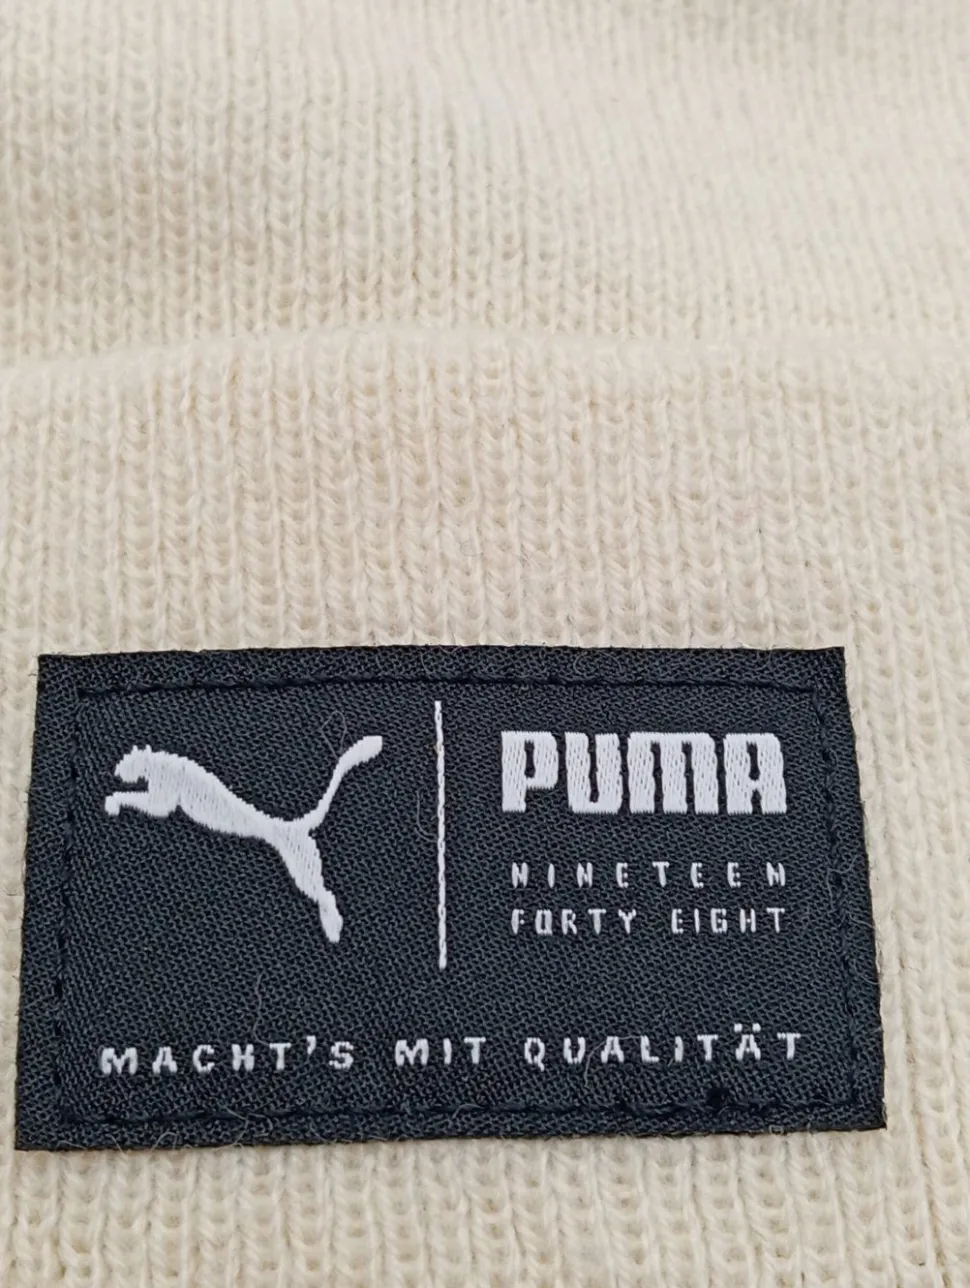 PUMA
NINETEEN
FORTY EIGHT
MACHT'S MIT QUALITÄT